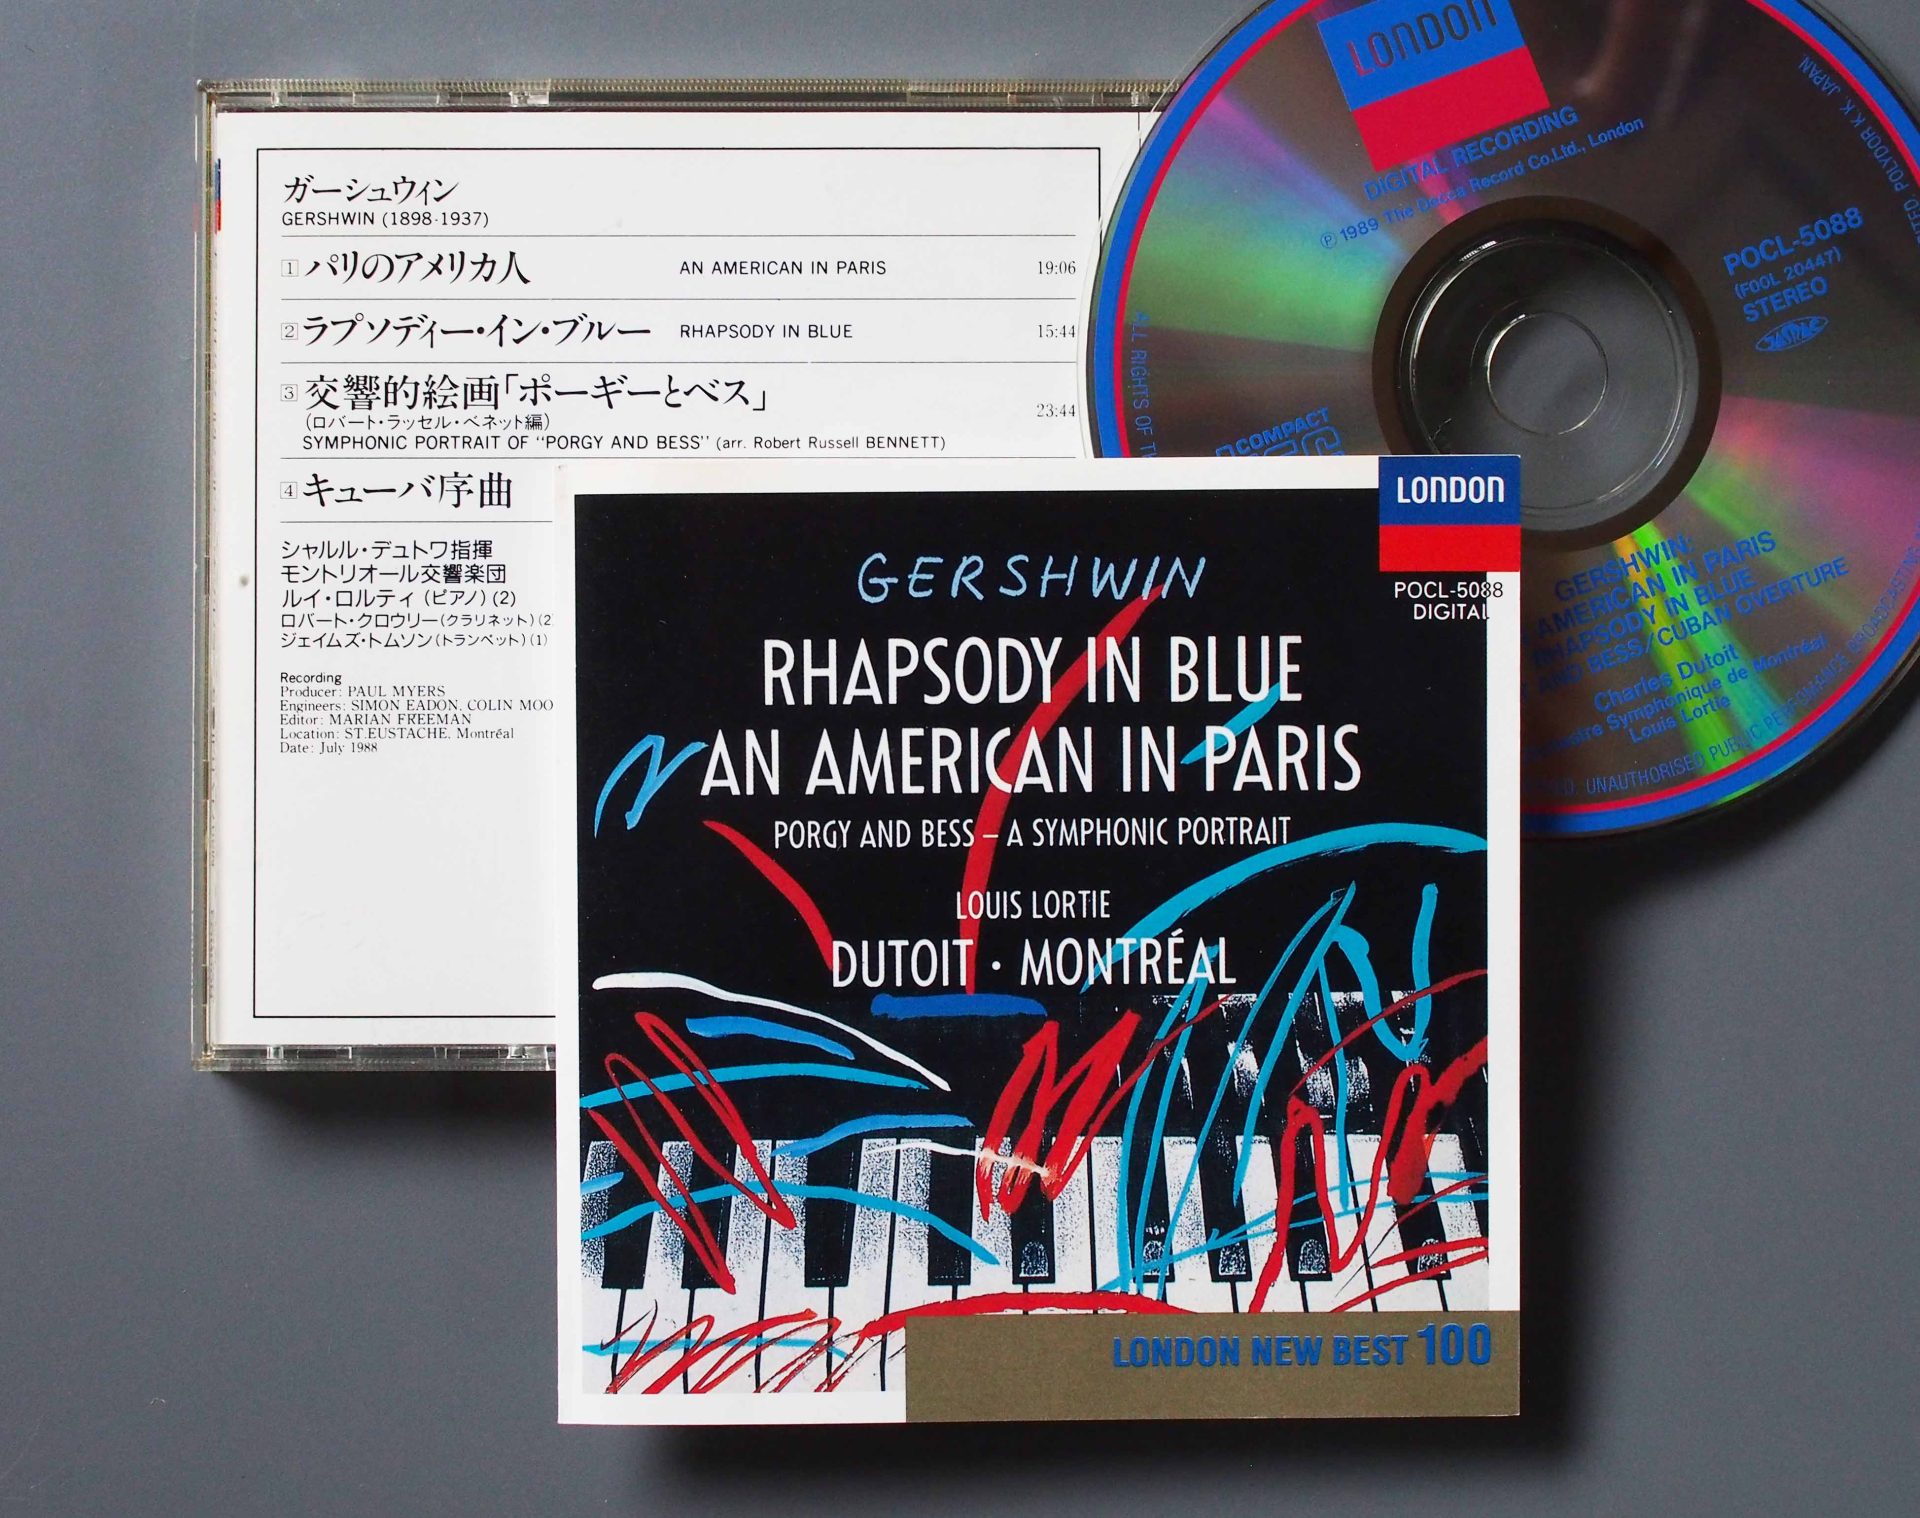 ガーシュウィン
GERSHWIN (1898-1937)
1 パリのアメリカ人 AN AMERICAN IN PARIS 19:06
2 ラプソディー・イン・ブルー RHAPSODY IN BLUE 15:44
3 交響的絵画「ポーギーとベス」
(ロバート・ラッセル・ベネット編) 23:44
SYMPHONIC PORTRAIT OF "PORGY AND BESS" (arr. Robert Russell BENNETT)
4 キューバ序曲
シャルル・デュトワ指揮
モントリオール交響楽団
ルイ・ロルティ (ピアノ) (2)
ロバート・クロウリー(クラリネット) (2
ジェイムズ・トムソン(トランペット) (1)
Recording
Producer: PAUL MYERS
Engineers: SIMON EADON, COLIN MOO
Editor: MARIAN FREEMAN
Location: ST.EUSTACHE, Montréal
Date: July 1988
LONDON
DIGITAL RECORDING
℗ 1989 The Decca Record Co.Ltd., London
POLYDOR K.K. JAPAN
POCL-5088
(F00L 20447)
STEREO
JASRAC
ALL RIGHTS OF
COMPACT
GERSHWIN:
AMERICAN IN PARIS
RHAPSODY IN BLUE
AND BESS/CUBAN OVERTURE
Charles Dutoit
Symphonique de Montréal
Louis Lortie
UNAUTHORISED PUBLIC PERFORMANCE BROADCASTING
LONDON
POCL-5088
DIGITAL
GERSHWIN
RHAPSODY IN BLUE
AN AMERICAN IN PARIS
PORGY AND BESS – A SYMPHONIC PORTRAIT
LOUIS LORTIE
DUTOIT · MONTRÉAL
LONDON NEW BEST 100